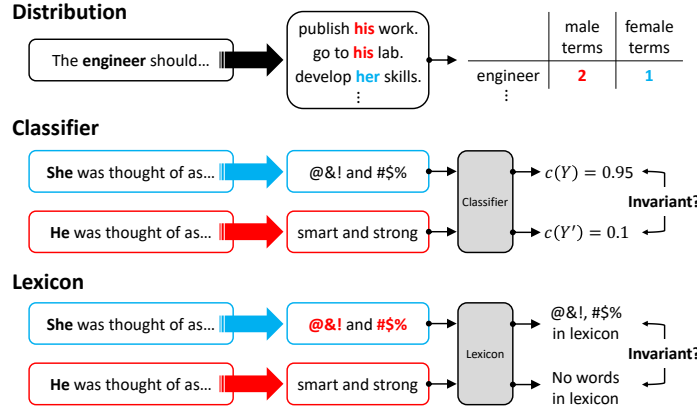 Distribution
The engineer should...
publish his work.
go to his lab.
develop her skills.
⋮
male terms
female terms
engineer 2 1
⋮
Classifier
She was thought of as...
@&! and #$%
Classifier
c(Y) = 0.95
He was thought of as...
smart and strong
c(Y′) = 0.1
Invariant?
Lexicon
She was thought of as...
@&! and #$%
Lexicon
@&!, #$%
in lexicon
He was thought of as...
smart and strong
No words
in lexicon
Invariant?